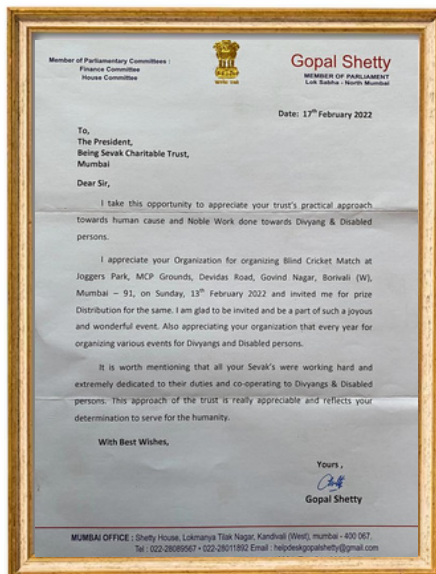 Member of Parliamentary Committees :
Finance Committee
House Committee
Gopal Shetty
MEMBER OF PARLIAMENT
Lok Sabha - North Mumbai
Date: 17th February 2022
To,
The President,
Being Sevak Charitable Trust,
Mumbai
Dear Sir,
I take this opportunity to appreciate your trust's practical approach
towards human cause and Noble Work done towards Divyang & Disabled
persons.
I appreciate your Organization for organizing Blind Cricket Match at
Joggers Park, MCP Grounds, Devidas Road, Govind Nagar, Borivali (W),
Mumbai – 91, on Sunday, 13th February 2022 and invited me for prize
Distribution for the same. I am glad to be invited and be a part of such a joyous
and wonderful event. Also appreciating your organization that every year for
organizing various events for Divyangs and Disabled persons.
It is worth mentioning that all your Sevak's were working hard and
extremely dedicated to their duties and co-operating to Divyangs & Disabled
persons. This approach of the trust is really appreciable and reflects your
determination to serve for the humanity.
With Best Wishes,
Yours ,
Gopal Shetty
MUMBAI OFFICE : Shetty House, Lokmanya Tilak Nagar, Kandivali (West), mumbai - 400 067.
Tel : 022-28089567 • 022-28011892 Email : helpdeskgopalshetty@gmail.com